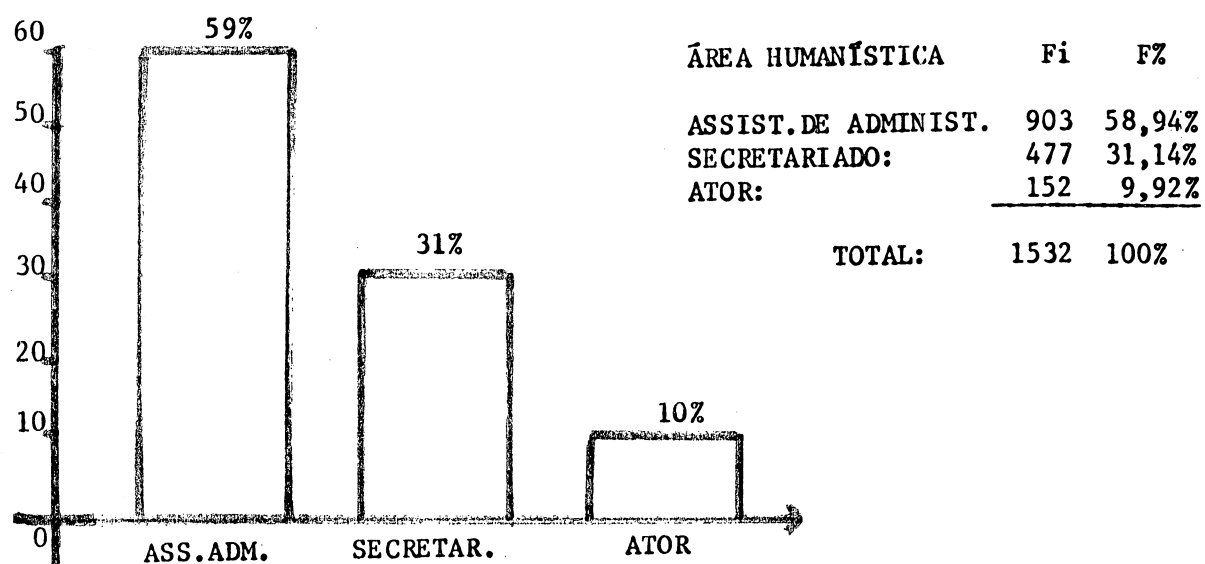 60
59%
50
40
31%
30
20
10%
10
0
ASS.ADM.
SECRETAR.
ATOR
ÁREA HUMANÍSTICA Fi F%
ASSIST.DE ADMINIST. 903 58,94%
SECRETARIADO: 477 31,14%
ATOR: 152 9,92%
TOTAL: 1532 100%